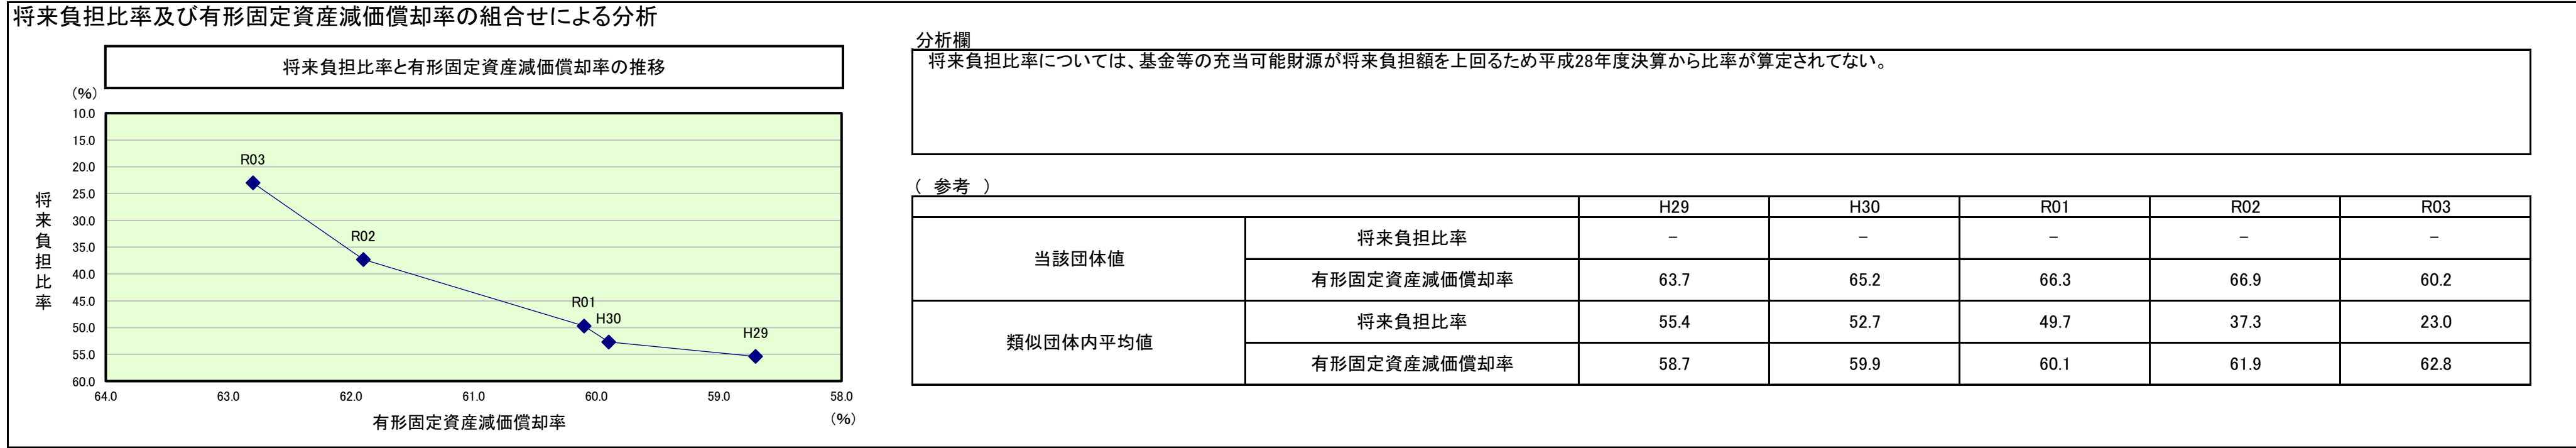 将来負担比率及び有形固定資産減価償却率の組合せによる分析
将来負担比率と有形固定資産減価償却率の推移
(%)
10.0
15.0
20.0
25.0
30.0
35.0
40.0
45.0
50.0
55.0
60.0
将来負担比率
R03
R02
R01
H30
H29
64.0 63.0 62.0 61.0 60.0 59.0 58.0
有形固定資産減価償却率
(%)
分析欄
将来負担比率については、基金等の充当可能財源が将来負担額を上回るため平成28年度決算から比率が算定されてない。
( 参考 )
H29 H30 R01 R02 R03
当該団体値
将来負担比率 － － － － －
有形固定資産減価償却率 63.7 65.2 66.3 66.9 60.2
類似団体内平均値
将来負担比率 55.4 52.7 49.7 37.3 23.0
有形固定資産減価償却率 58.7 59.9 60.1 61.9 62.8